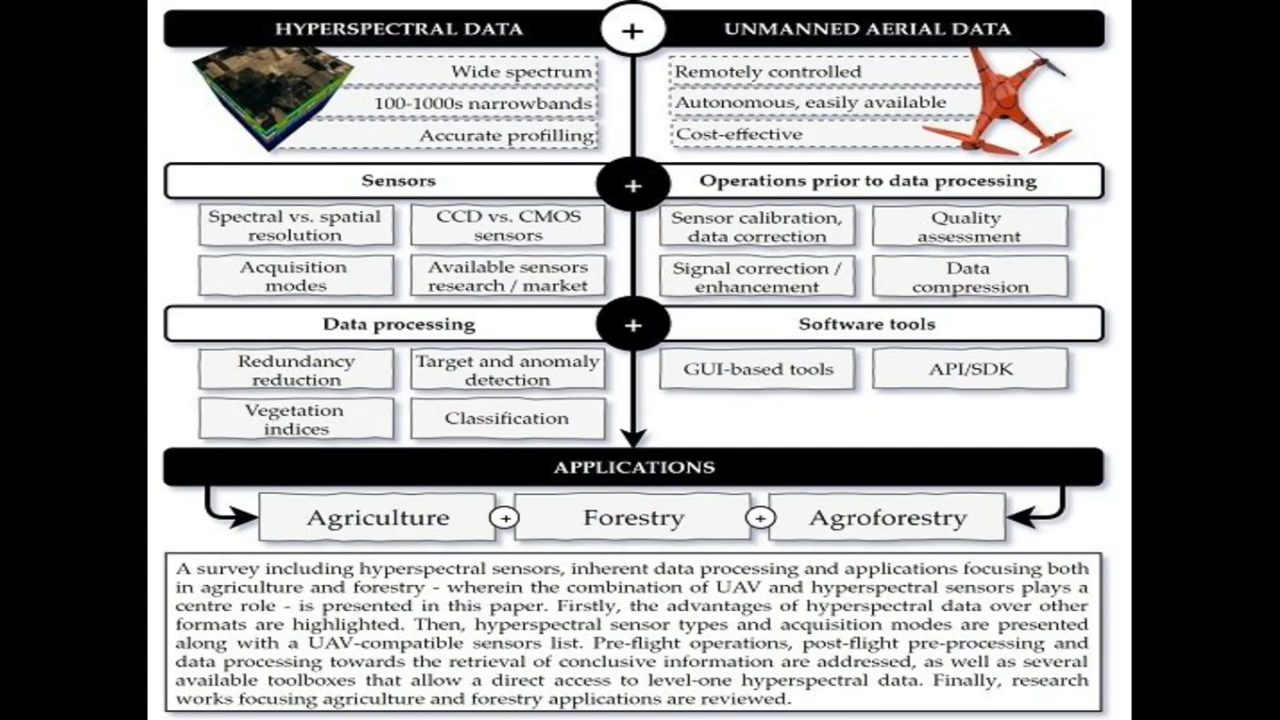 HYPERSPECTRAL DATA
+
UNMANNED AERIAL DATA
Wide spectrum
100-1000s narrowbands
Accurate profilling
Remotely controlled
Autonomous, easily available
Cost-effective
Sensors
+
Operations prior to data processing
Spectral vs. spatial
resolution
CCD vs. CMOS
sensors
Acquisition
modes
Available sensors
research / market
Sensor calibration,
data correction
Quality
assessment
Signal correction /
enhancement
Data
compression
Data processing
+
Software tools
Redundancy
reduction
Target and anomaly
detection
Vegetation
indices
Classification
GUI-based tools
API/SDK
APPLICATIONS
Agriculture
+
Forestry
+
Agroforestry
A survey including hyperspectral sensors, inherent data processing and applications focusing both
in agriculture and forestry - wherein the combination of UAV and hyperspectral sensors plays a
centre role - is presented in this paper. Firstly, the advantages of hyperspectral data over other
formats are highlighted. Then, hyperspectral sensor types and acquisition modes are presented
along with a UAV-compatible sensors list. Pre-flight operations, post-flight pre-processing and
data processing towards the retrieval of conclusive information are addressed, as well as several
available toolboxes that allow a direct access to level-one hyperspectral data. Finally, research
works focusing agriculture and forestry applications are reviewed.